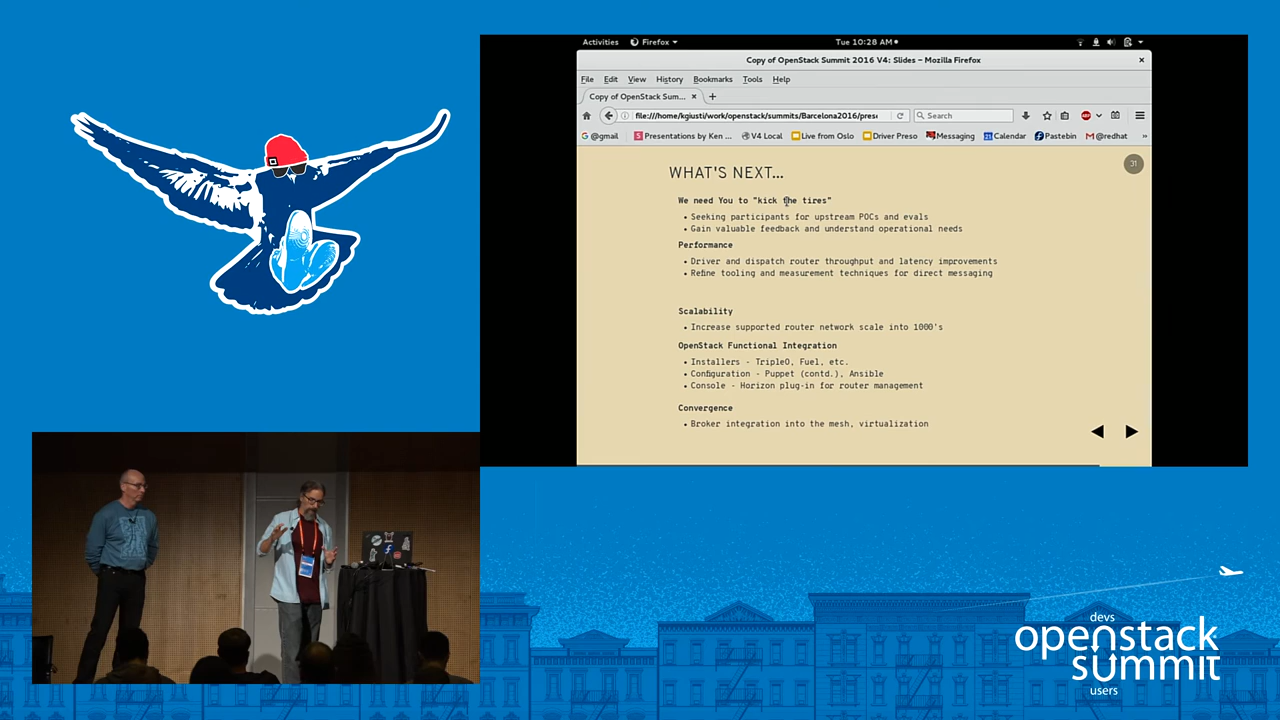 Activities Firefox Tue 10:28 AM
Copy of OpenStack Summit 2016 V4: Slides – Mozilla Firefox
File Edit View History Bookmarks Tools Help
Copy of OpenStack Sum...
file:///home/kgiusti/work/openstack/summits/Barcelona2016/prese
Search
@gmail Presentations by Ken ... V4 Local Live from Oslo Driver Preso Messaging Calendar Pastebin @redhat
31
WHAT'S NEXT...
We need You to "kick the tires"
• Seeking participants for upstream POCs and evals
• Gain valuable feedback and understand operational needs
Performance
• Driver and dispatch router throughput and latency improvements
• Refine tooling and measurement techniques for direct messaging
Scalability
• Increase supported router network scale into 1000's
OpenStack Functional Integration
• Installers - TripleO, Fuel, etc.
• Configuration - Puppet (contd.), Ansible
• Console - Horizon plug-in for router management
Convergence
• Broker integration into the mesh, virtualization
devs
openstack
summit
users